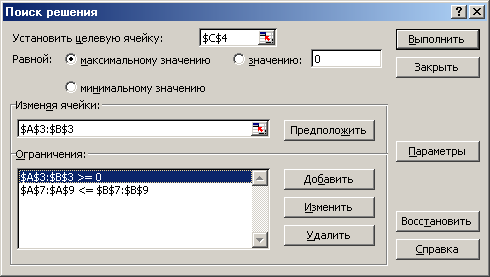 Поиск решения
Установить целевую ячейку: $C$4 Выполнить
Равной: максимальному значению значению: 0 Закрыть
минимальному значению
Изменяя ячейки:
$A$3:$B$3 Предположить
Ограничения: Параметры
$A$3:$B$3 >= 0 Добавить
$A$7:$A$9 <= $B$7:$B$9
Изменить
Восстановить
Удалить
Справка